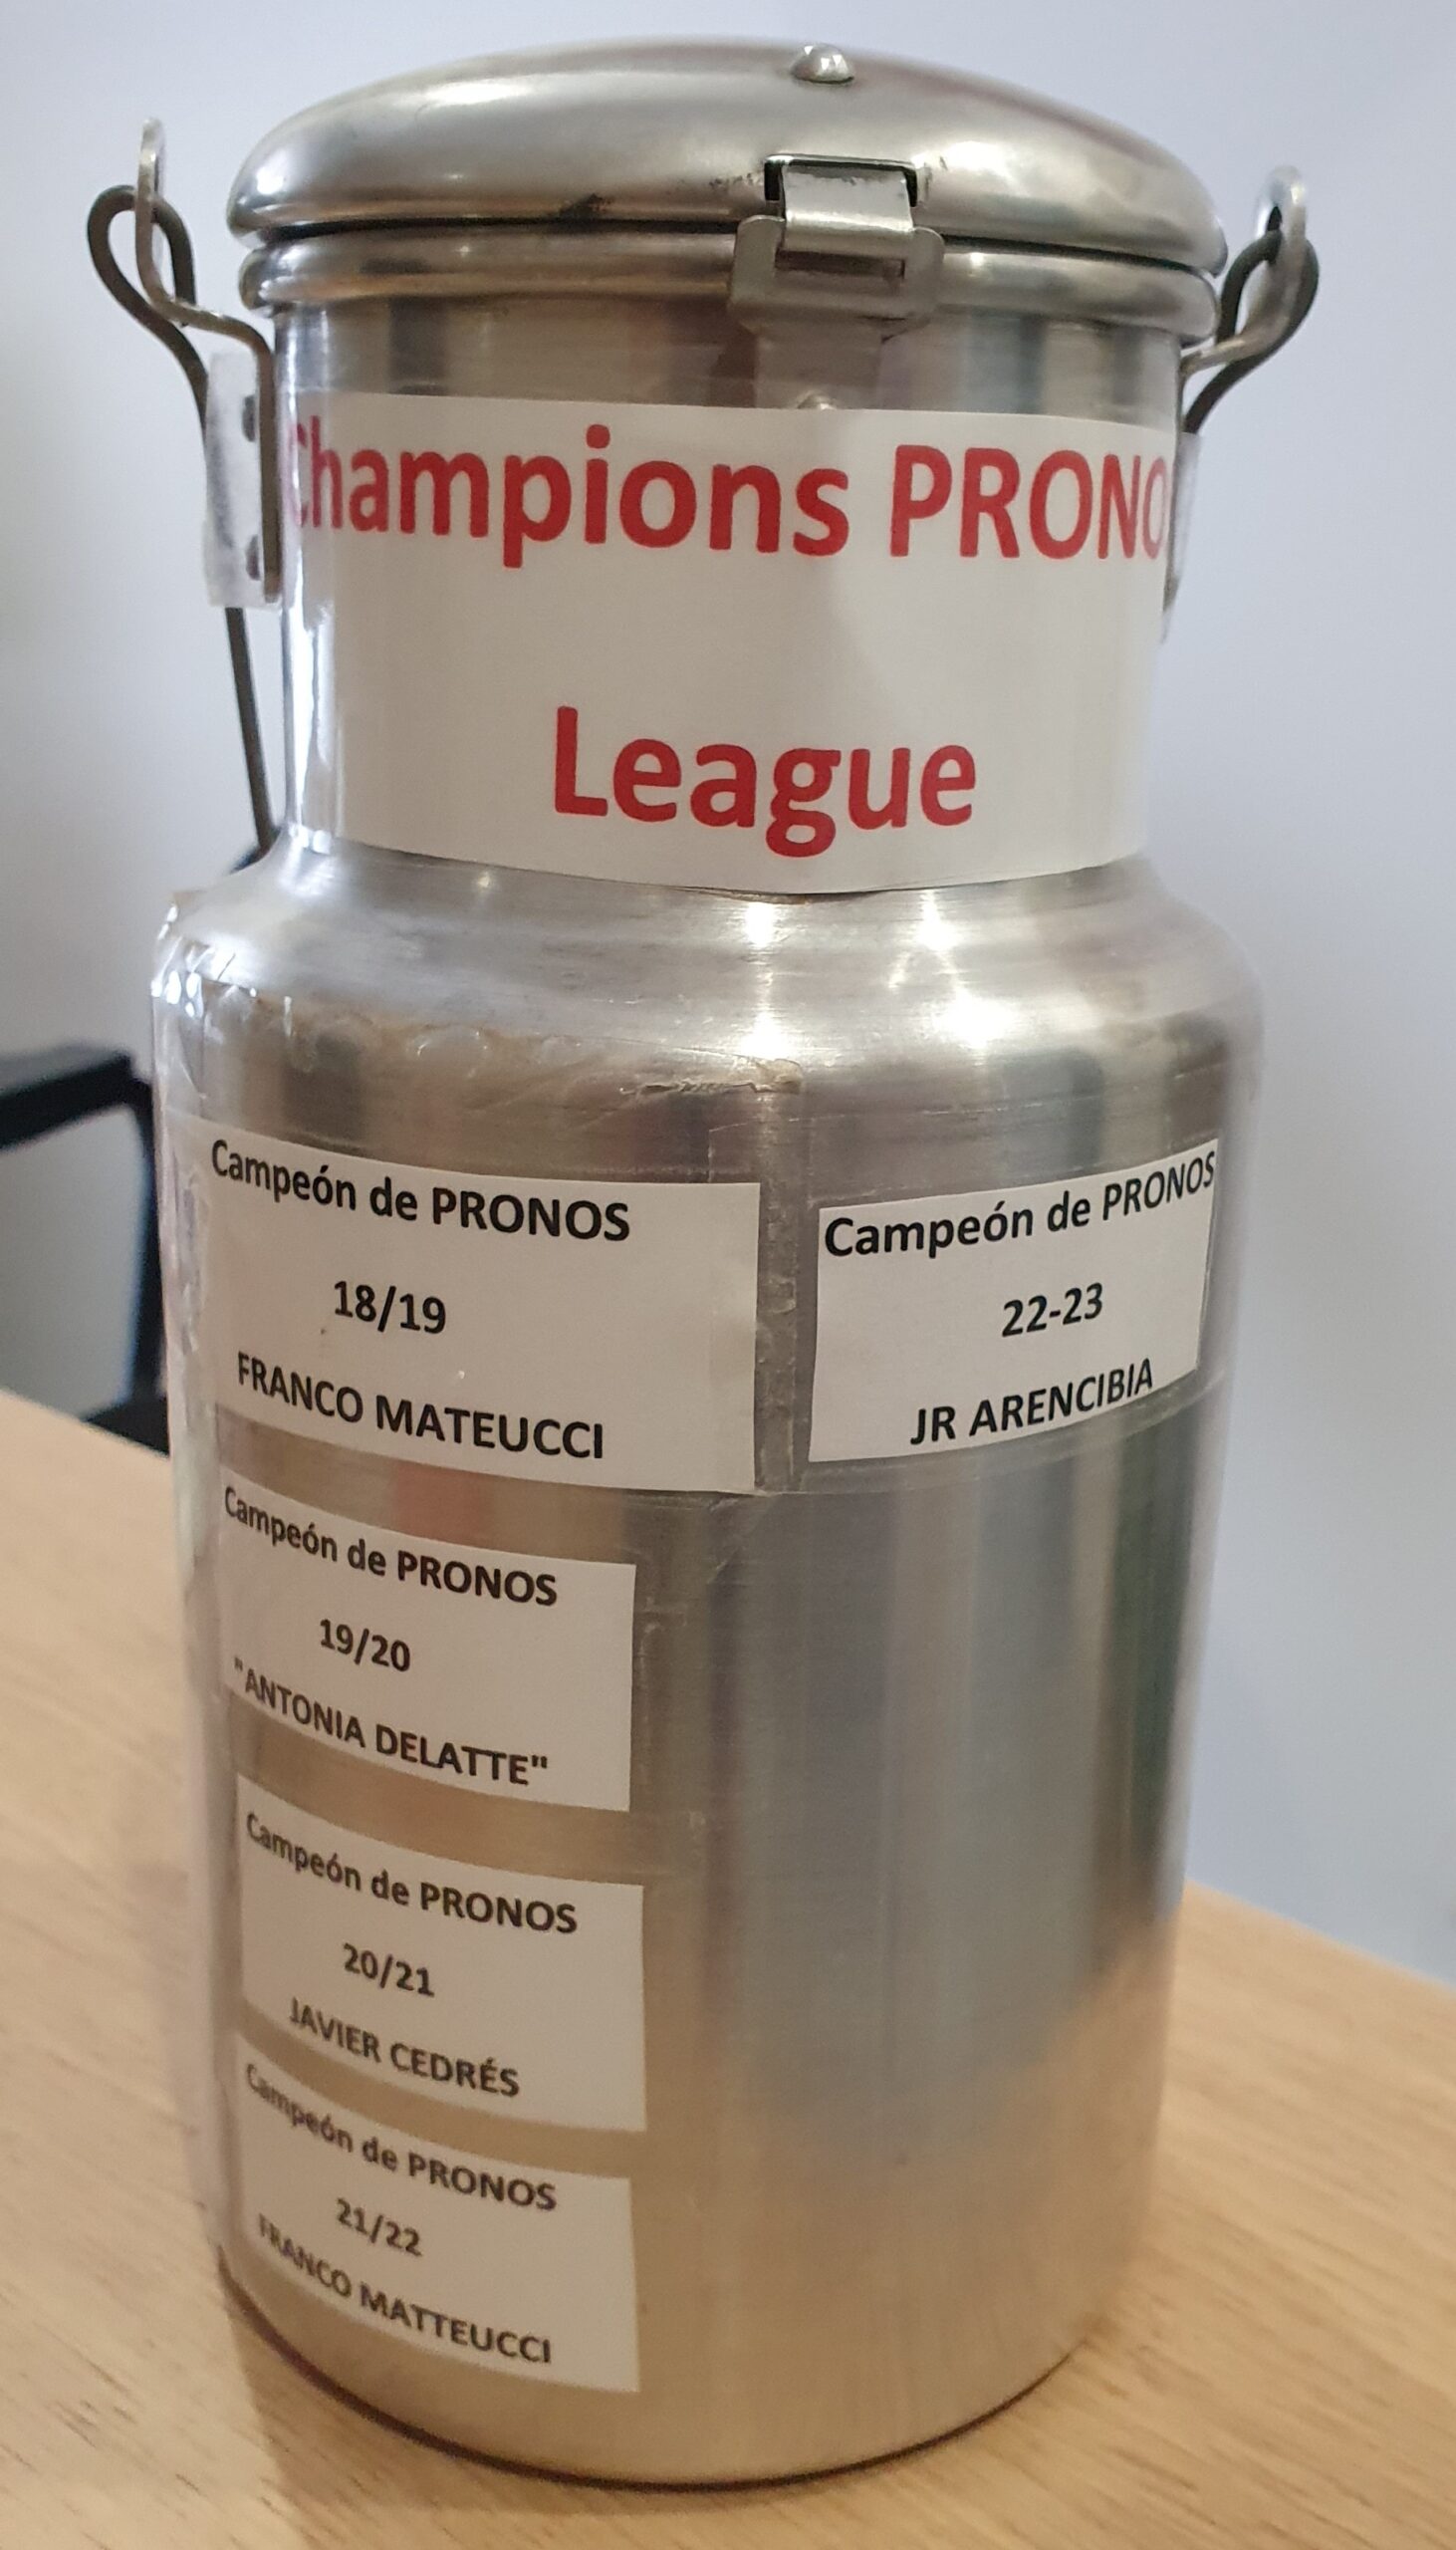 Champions PRONO
League
Campeón de PRONOS
18/19
FRANCO MATEUCCI
Campeón de PRONOS
19/20
"ANTONIA DELATTE"
Campeón de PRONOS
20/21
JAVIER CEDRÉS
Campeón de PRONOS
21/22
FRANCO MATTEUCCI
Campeón de PRONOS
22-23
JR ARENCIBIA